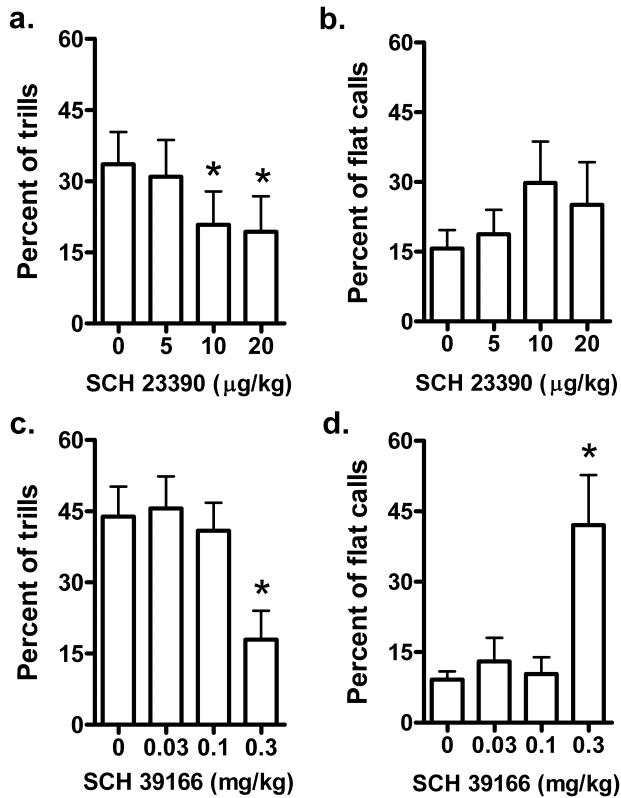 a.
Percent of trills
60
45
30
15
0
* *
0 5 10 20
SCH 23390 (μg/kg)
b.
Percent of flat calls
60
45
30
15
0
0 5 10 20
SCH 23390 (μg/kg)
c.
Percent of trills
60
45
30
15
0
*
0 0.03 0.1 0.3
SCH 39166 (mg/kg)
d.
Percent of flat calls
60
45
30
15
0
*
0 0.03 0.1 0.3
SCH 39166 (mg/kg)